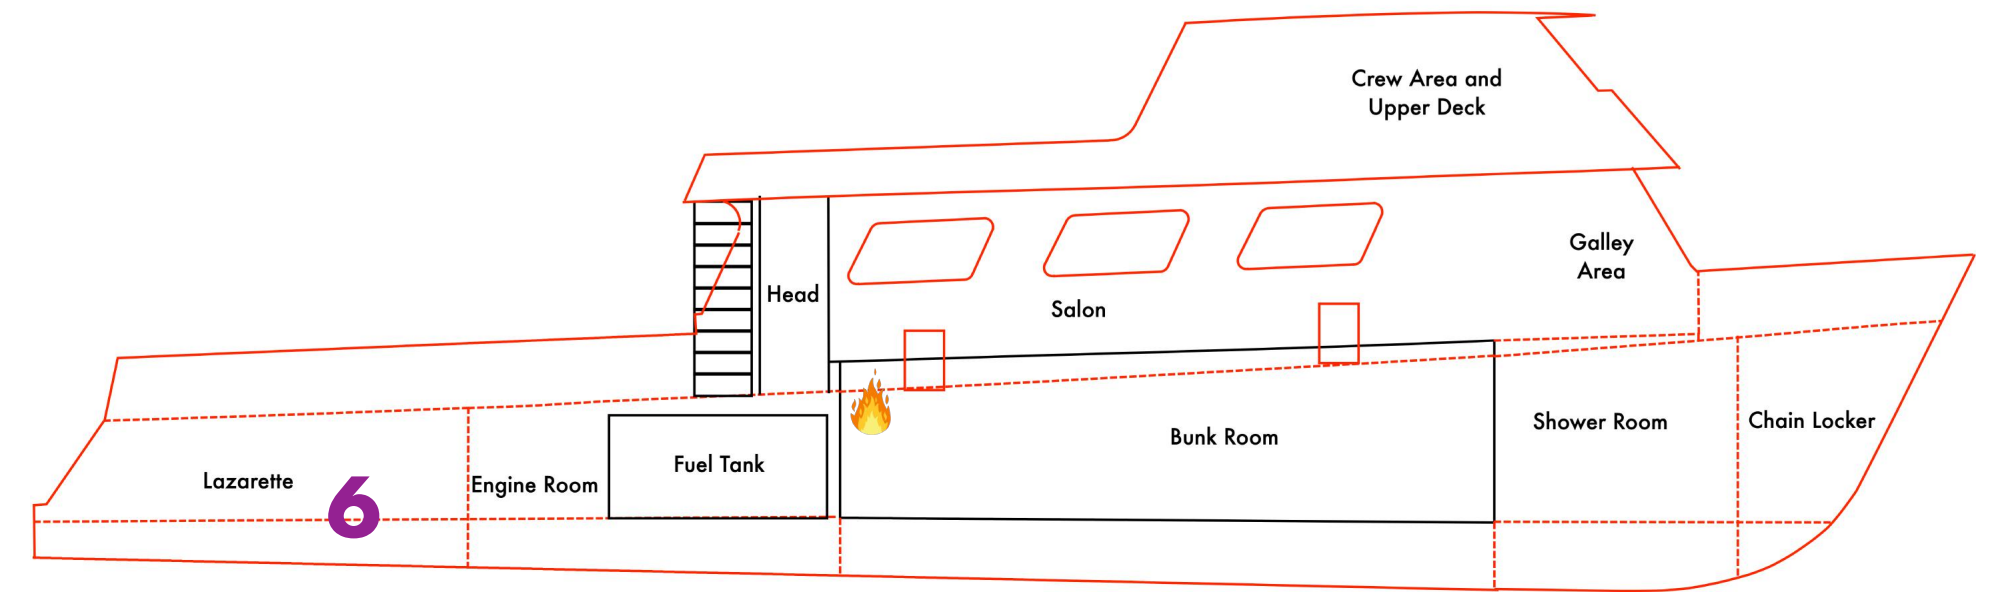 Crew Area and
Upper Deck
Galley
Area
Head
Salon
Bunk Room
Shower Room
Chain Locker
Fuel Tank
Lazarette
6
Engine Room